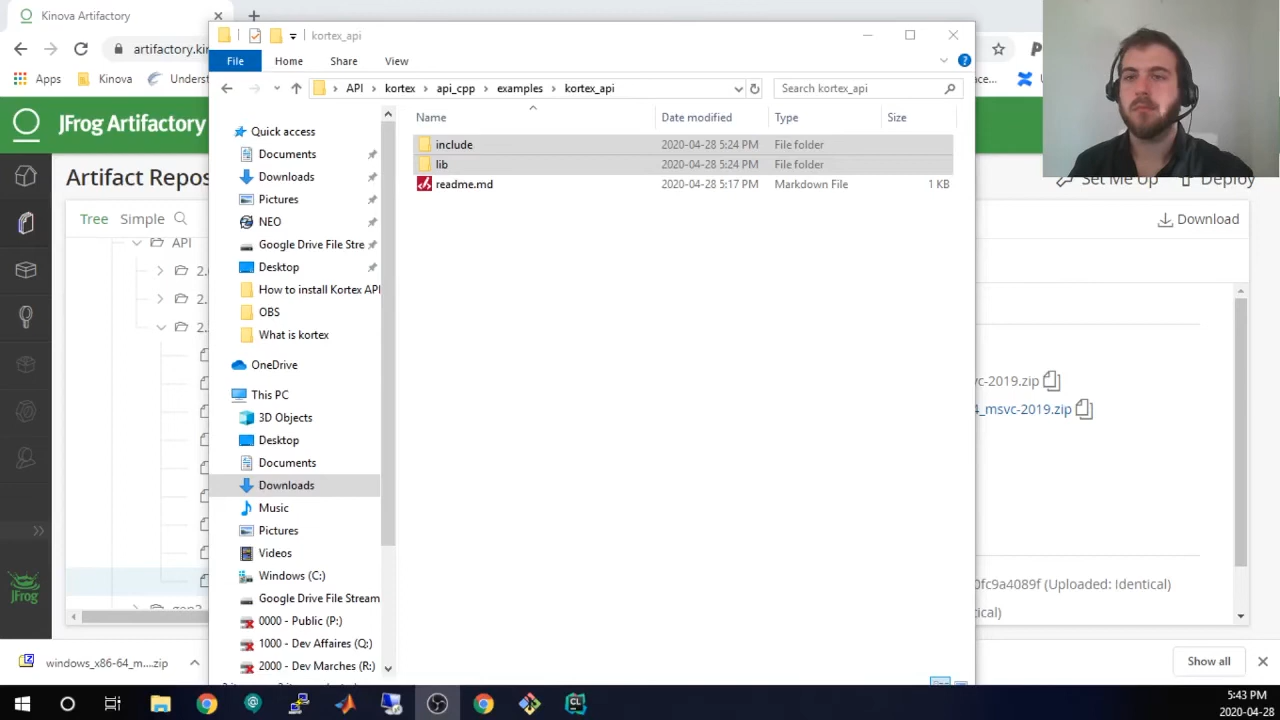 Kinova Artifactory
artifactory.ki
Apps
Kinova
Underst
kortex_api
File
Home
Share
View
API
kortex
api_cpp
examples
kortex_api
Search kortex_api
JFrog Artifactory
Artifact Repos
Set Me Up
Deploy
Tree
Simple
Download
API
2.
2.
2.
Quick access
Documents
Downloads
Pictures
NEO
Google Drive File Stre
Desktop
How to install Kortex API
OBS
What is kortex
OneDrive
This PC
3D Objects
Desktop
Documents
Downloads
Music
Pictures
Videos
Windows (C:)
Google Drive File Stream
0000 - Public (P:)
1000 - Dev Affaires (Q:)
2000 - Dev Marches (R:)
Name
Date modified
Type
Size
include
2020-04-28 5:24 PM
File folder
lib
2020-04-28 5:24 PM
File folder
readme.md
2020-04-28 5:17 PM
Markdown File
1 KB
c-2019.zip
4_msvc-2019.zip
0fc9a4089f (Uploaded: Identical)
tical)
JFrog
windows_x86-64_m....zip
Show all
5:43 PM
2020-04-28